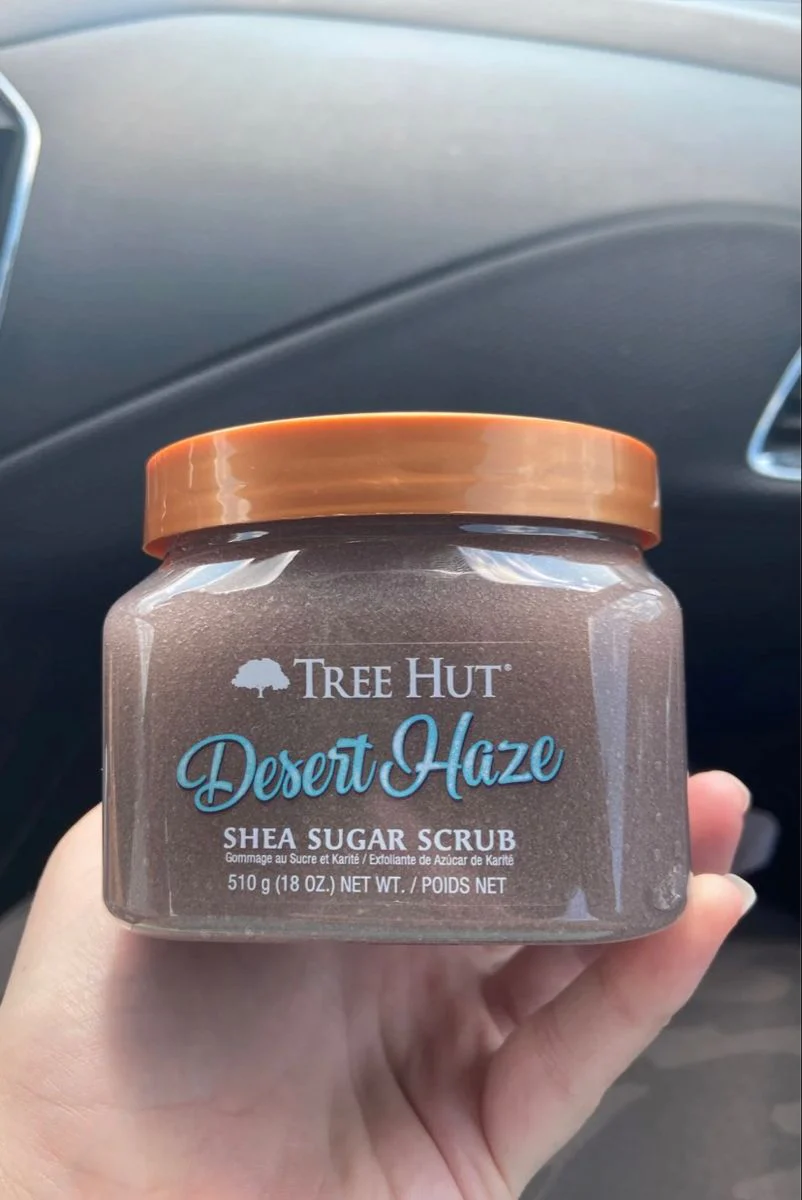 TREE HUT®
Desert Haze
SHEA SUGAR SCRUB
Gommage au Sucre et Karité / Exfoliante de Azúcar de Karité
510 g (18 OZ.) NET WT. / POIDS NET